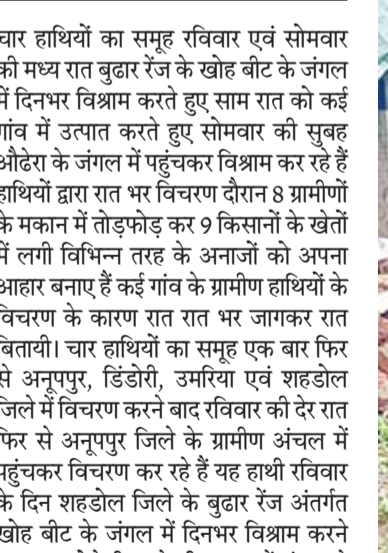 चार हाथियों का समूह रविवार एवं सोमवार
की मध्य रात बुढार रेंज के खोह बीट के जंगल
में दिनभर विश्राम करते हुए साम रात को कई
गांव में उत्पात करते हुए सोमवार की सुबह
औढेरा के जंगल में पहुंचकर विश्राम कर रहे हैं
हाथियों द्वारा रात भर विचरण दौरान 8 ग्रामीणों
के मकान में तोड़फोड़ कर 9 किसानों के खेतों
में लगी विभिन्न तरह के अनाजों को अपना
आहार बनाए हैं कई गांव के ग्रामीण हाथियों के
विचरण के कारण रात रात भर जागकर रात
बितायी। चार हाथियों का समूह एक बार फिर
से अनूपपुर, डिंडोरी, उमरिया एवं शहडोल
जिले में विचरण करने बाद रविवार की देर रात
फिर से अनूपपुर जिले के ग्रामीण अंचल में
पहुंचकर विचरण कर रहे हैं यह हाथी रविवार
के दिन शहडोल जिले के बुढार रेंज अंतर्गत
खोह बीट के जंगल में दिनभर विश्राम करने